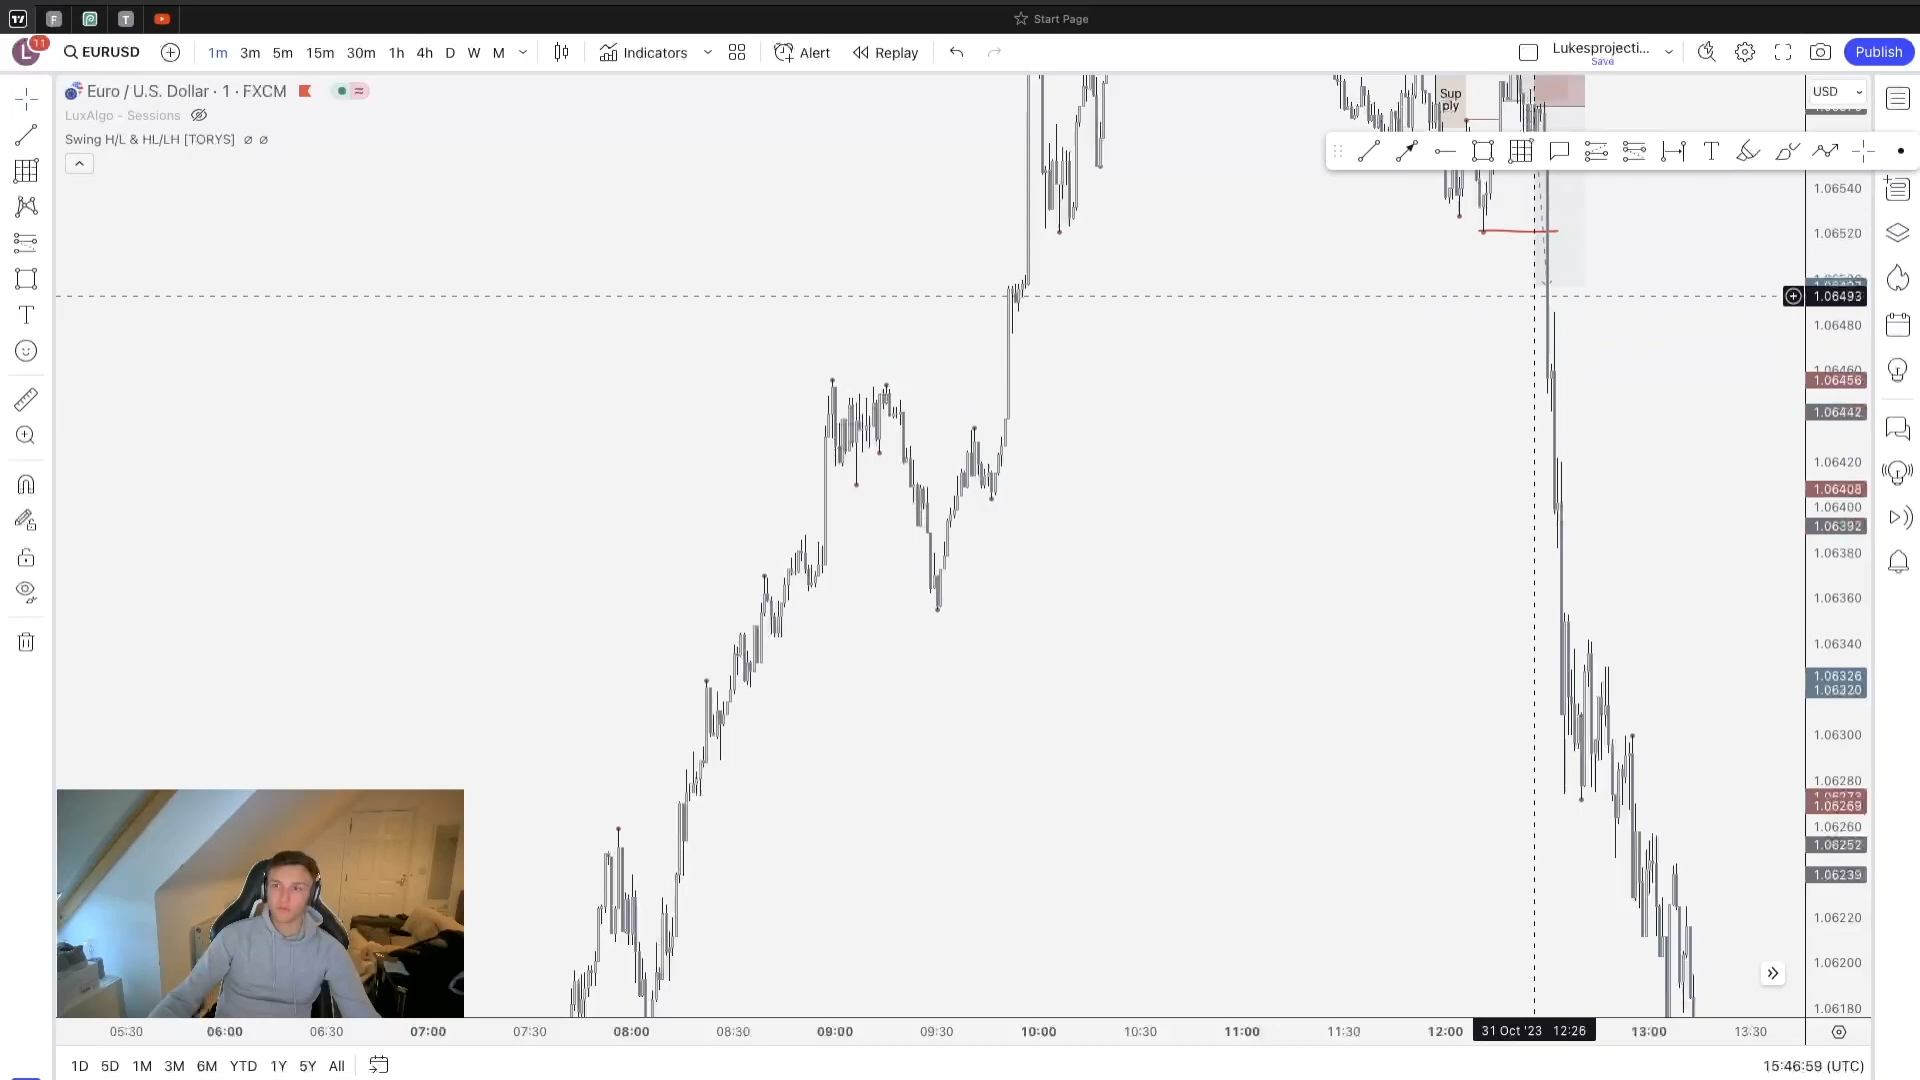 Start Page
F
T
L
11
EURUSD
1m 3m 5m 15m 30m 1h 4h D W M
Indicators
Alert
Replay
Lukesprojecti...
Save
Publish
Euro / U.S. Dollar · 1 · FXCM
LuxAlgo - Sessions
Swing H/L & HL/LH [TORYS]
Sup
ply
USD
1.06540
1.06520
1.06493
1.06480
1.06456
1.06442
1.06420
1.06408
1.06400
1.06392
1.06380
1.06360
1.06340
1.06326
1.06320
1.06300
1.06280
1.06269
1.06260
1.06252
1.06239
1.06220
1.06200
1.06180
05:30 06:00 06:30 07:00 07:30 08:00 08:30 09:00 09:30 10:00 10:30 11:00 11:30 12:00 31 Oct '23 12:26 13:00 13:30
1D 5D 1M 3M 6M YTD 1Y 5Y All
15:46:59 (UTC)